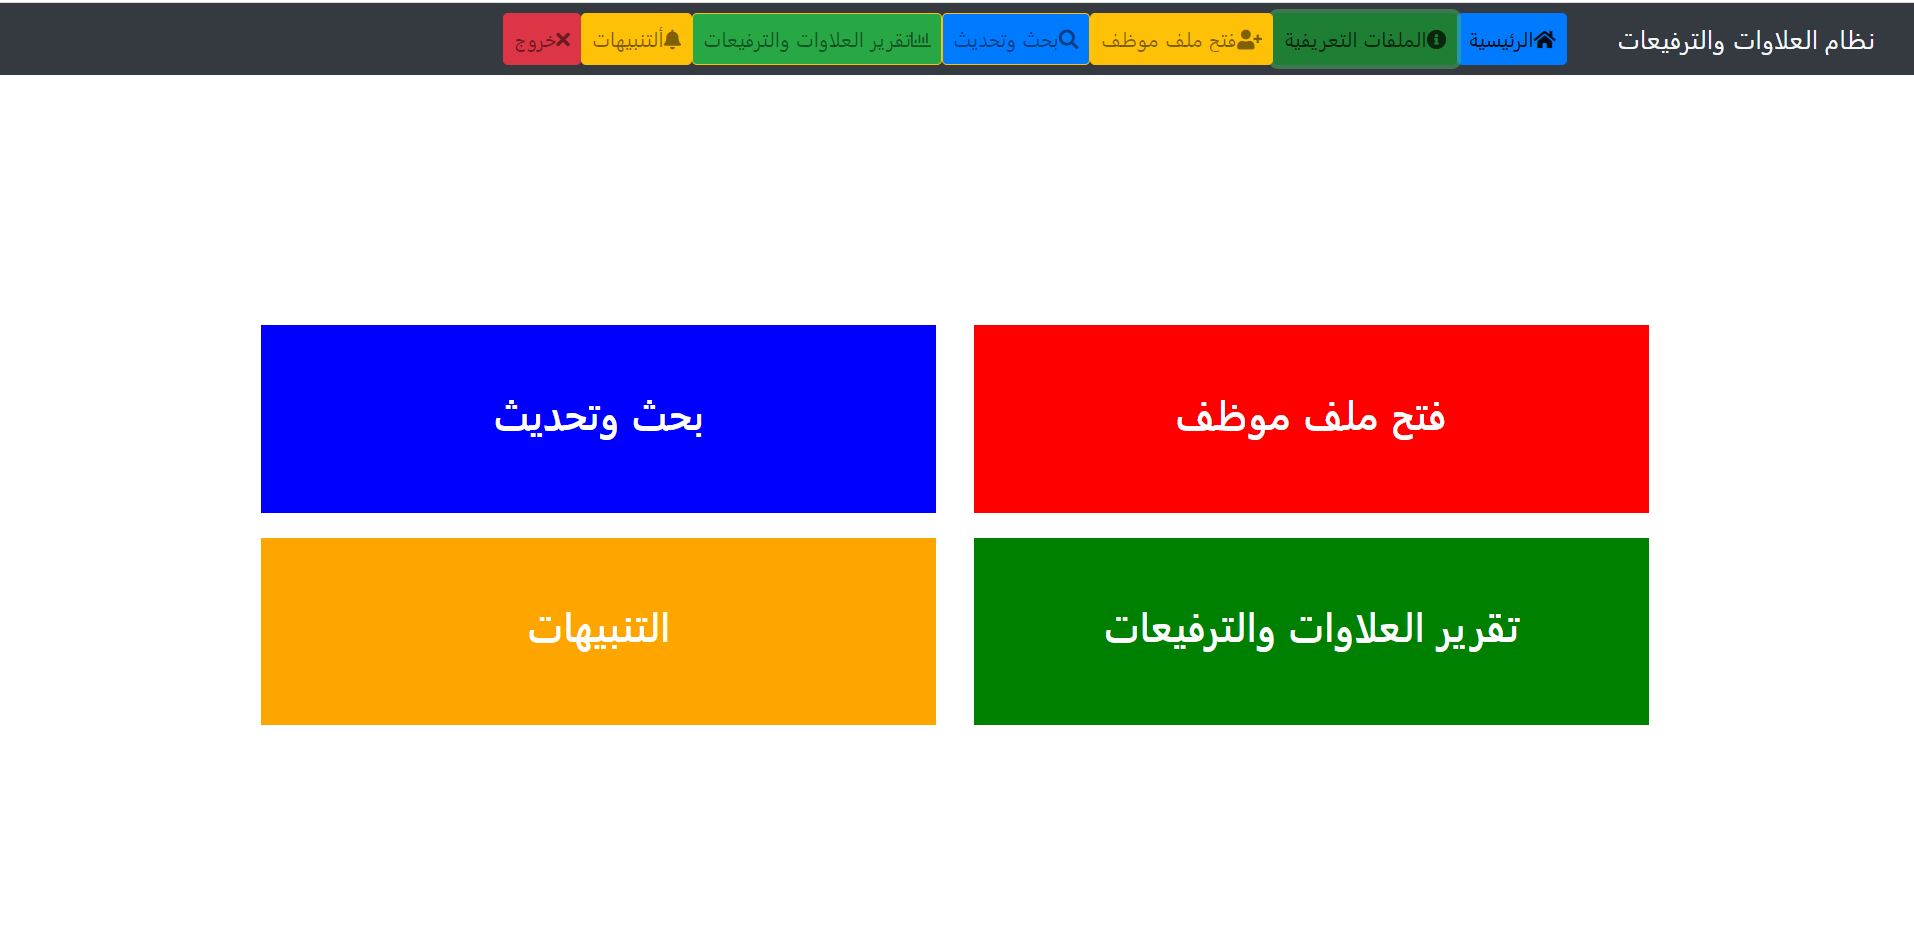 نظام العلاوات والترفيعات
الرئيسية
الملفات التعريفية
فتح ملف موظف
بحث وتحديث
تقرير العلاوات والترفيعات
ألتنبيهات
خروج
فتح ملف موظف
بحث وتحديث
تقرير العلاوات والترفيعات
التنبيهات